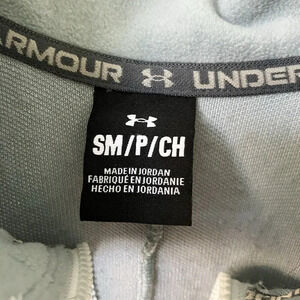 ARMOUR UNDER
SM/P/CH
MADE IN JORDAN
FABRIQUÉ EN JORDANIE
HECHO EN JORDANIA